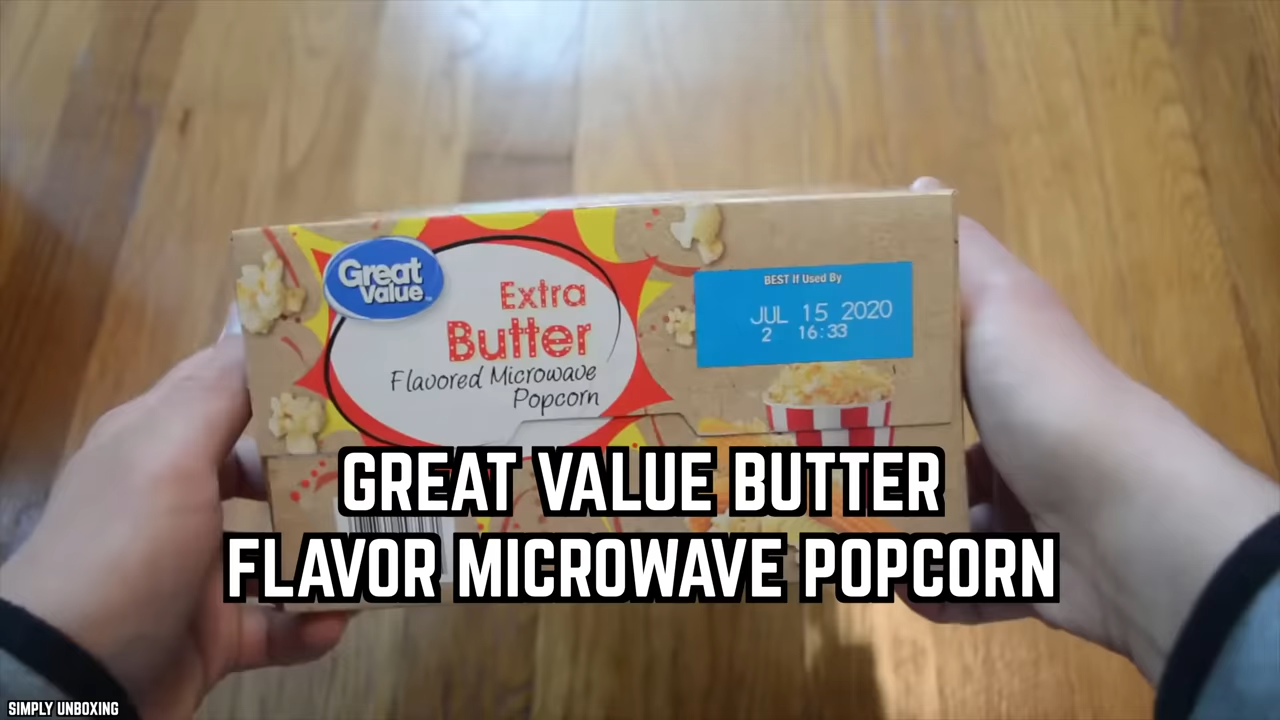 Great
Value
Extra
Butter
Flavored Microwave
Popcorn
BEST If Used By
JUL 15 2020
2 16:33
GREAT VALUE BUTTER
FLAVOR MICROWAVE POPCORN
SIMPLY UNBOXING